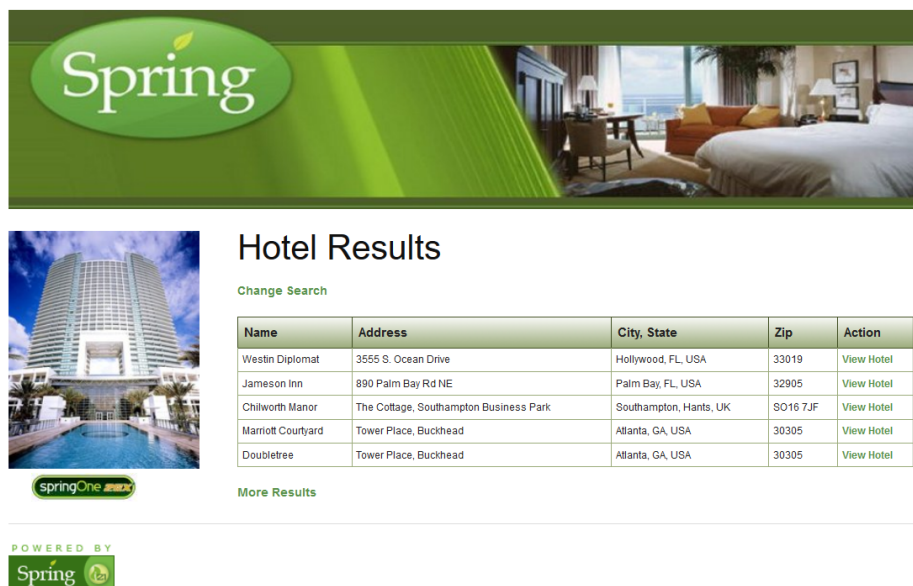 Spring
Hotel Results
Change Search
Name Address City, State Zip Action
Westin Diplomat 3555 S. Ocean Drive Hollywood, FL, USA 33019 View Hotel
Jameson Inn 890 Palm Bay Rd NE Palm Bay, FL, USA 32905 View Hotel
Chilworth Manor The Cottage, Southampton Business Park Southampton, Hants, UK SO16 7JF View Hotel
Marriott Courtyard Tower Place, Buckhead Atlanta, GA, USA 30305 View Hotel
Doubletree Tower Place, Buckhead Atlanta, GA, USA 30305 View Hotel
springOne 2GX
More Results
POWERED BY
Spring